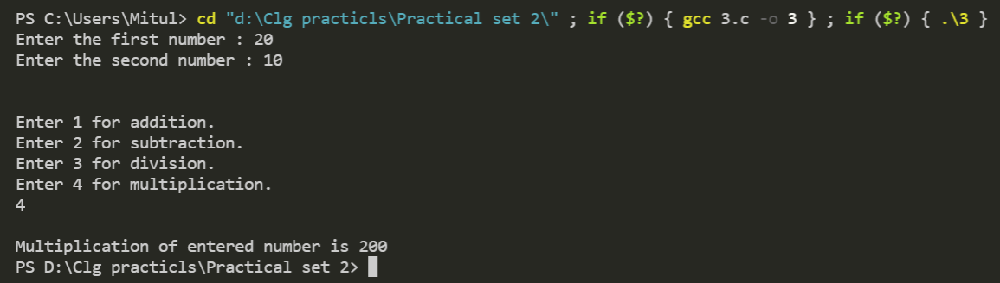 PS C:\Users\Mitul> cd "d:\Clg practicls\Practical set 2\" ; if ($?) { gcc 3.c -o 3 } ; if ($?) { .\3 }
Enter the first number : 20
Enter the second number : 10
Enter 1 for addition.
Enter 2 for subtraction.
Enter 3 for division.
Enter 4 for multiplication.
4
Multiplication of entered number is 200
PS D:\Clg practicls\Practical set 2>